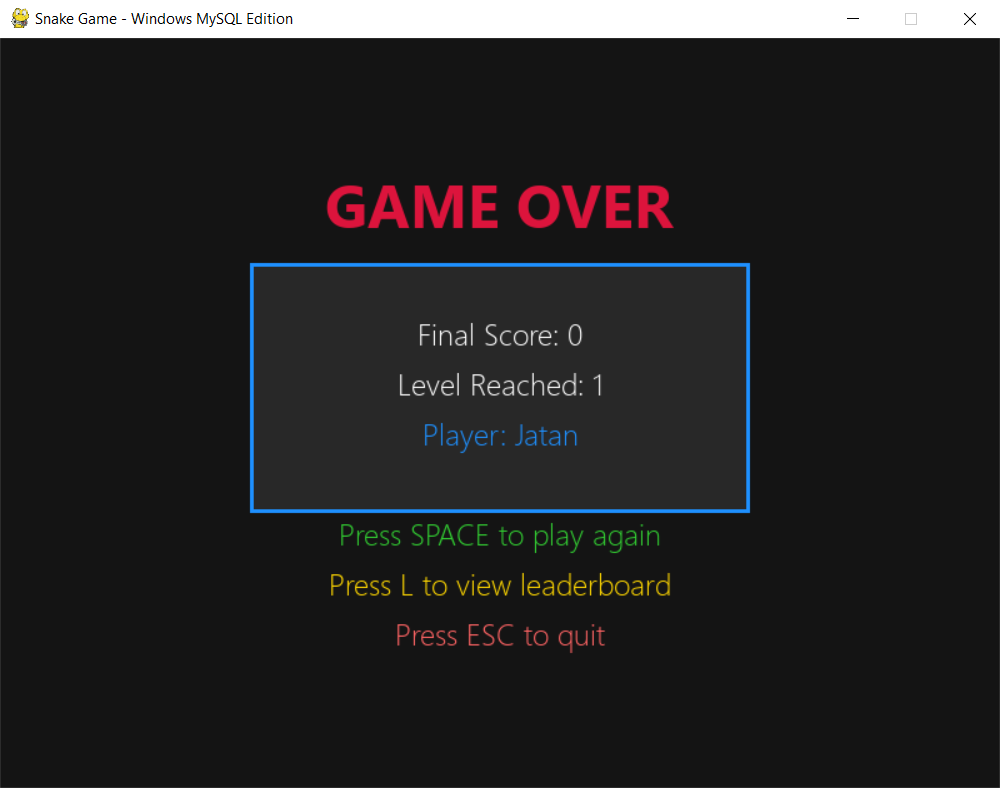 Snake Game - Windows MySQL Edition
GAME OVER
Final Score: 0
Level Reached: 1
Player: Jatan
Press SPACE to play again
Press L to view leaderboard
Press ESC to quit